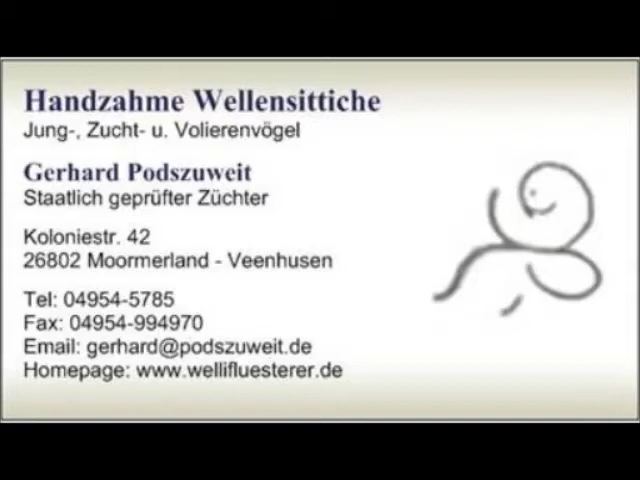 Handzahme Wellensittiche
Jung-, Zucht- u. Volierenvögel
Gerhard Podszuweit
Staatlich geprüfter Züchter
Koloniestr. 42
26802 Moormerland - Veenhusen
Tel: 04954-5785
Fax: 04954-994970
Email: gerhard@podszuweit.de
Homepage: www.wellifluesterer.de